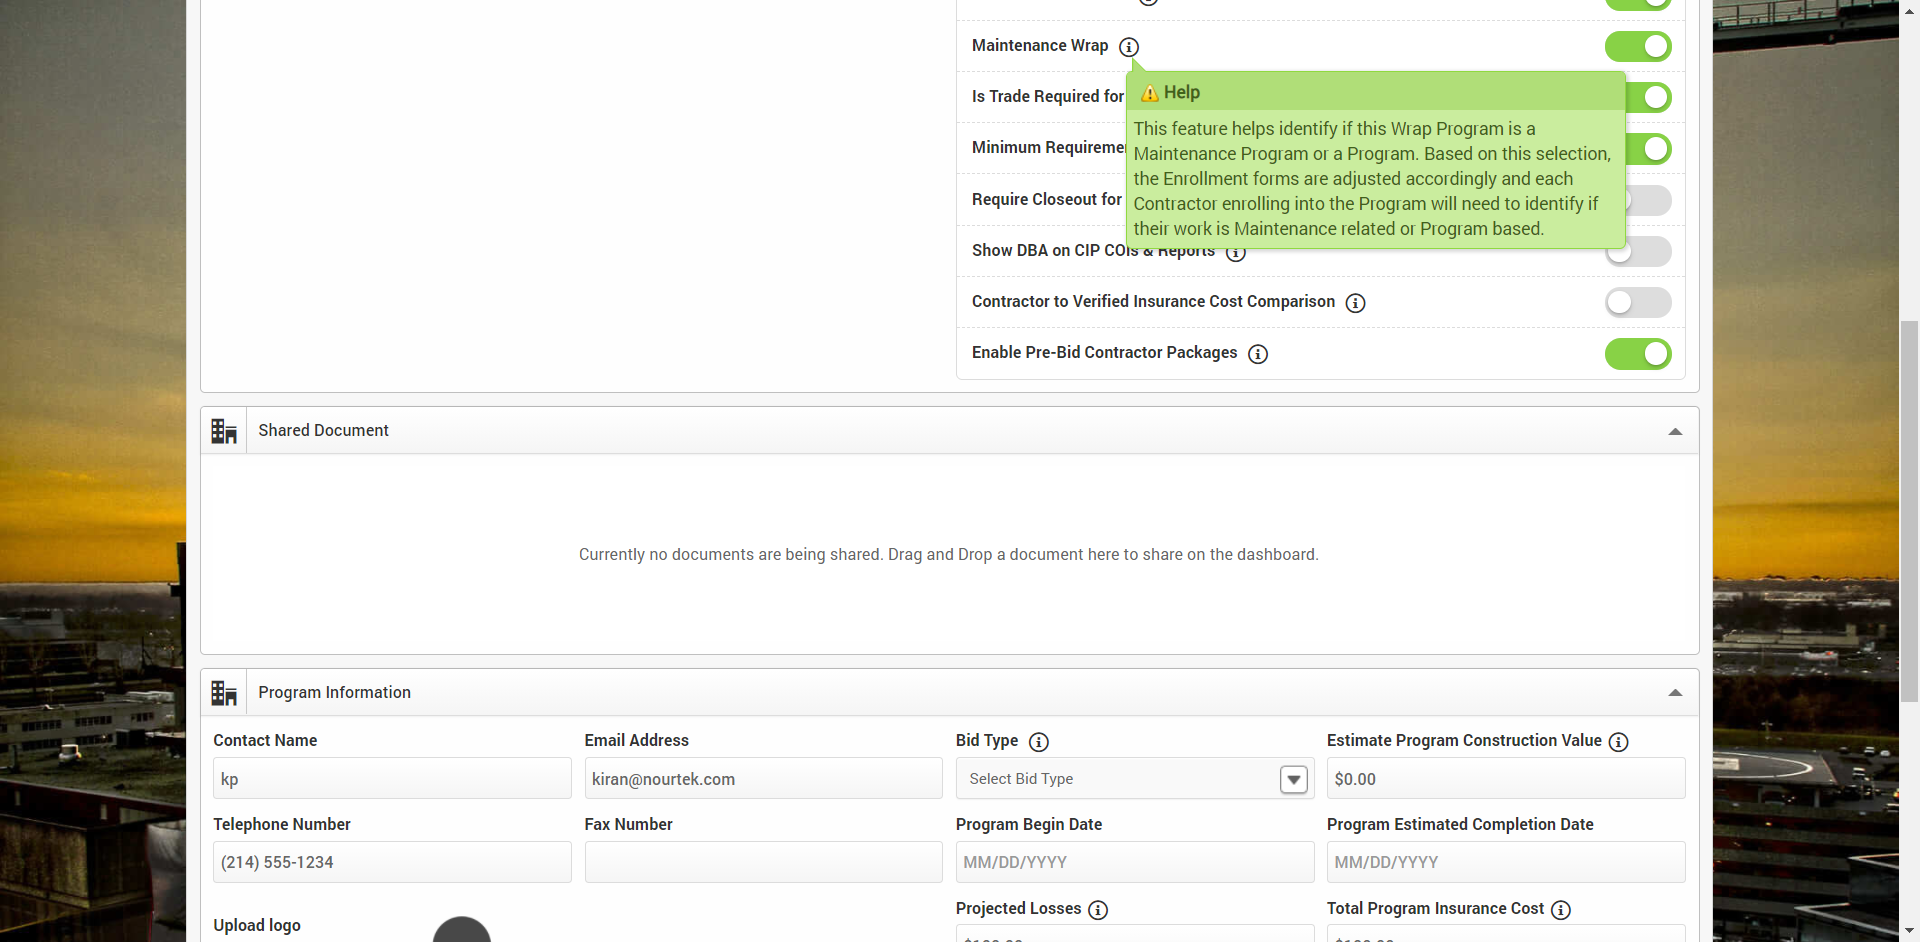 Maintenance Wrap
Help
Is Trade Required for
This feature helps identify if this Wrap Program is a
Maintenance Program or a Program. Based on this selection,
the Enrollment forms are adjusted accordingly and each
Contractor enrolling into the Program will need to identify if
their work is Maintenance related or Program based.
Require Closeout for
Show DBA on CIP COIs & Reports
Contractor to Verified Insurance Cost Comparison
Enable Pre-Bid Contractor Packages
Shared Document
Currently no documents are being shared. Drag and Drop a document here to share on the dashboard.
Program Information
Contact Name
Email Address
Bid Type
Estimate Program Construction Value
kp
kiran@nourtek.com
Select Bid Type
$0.00
Telephone Number
Fax Number
Program Begin Date
Program Estimated Completion Date
(214) 555-1234
MM/DD/YYYY
MM/DD/YYYY
Upload logo
Projected Losses
Total Program Insurance Cost